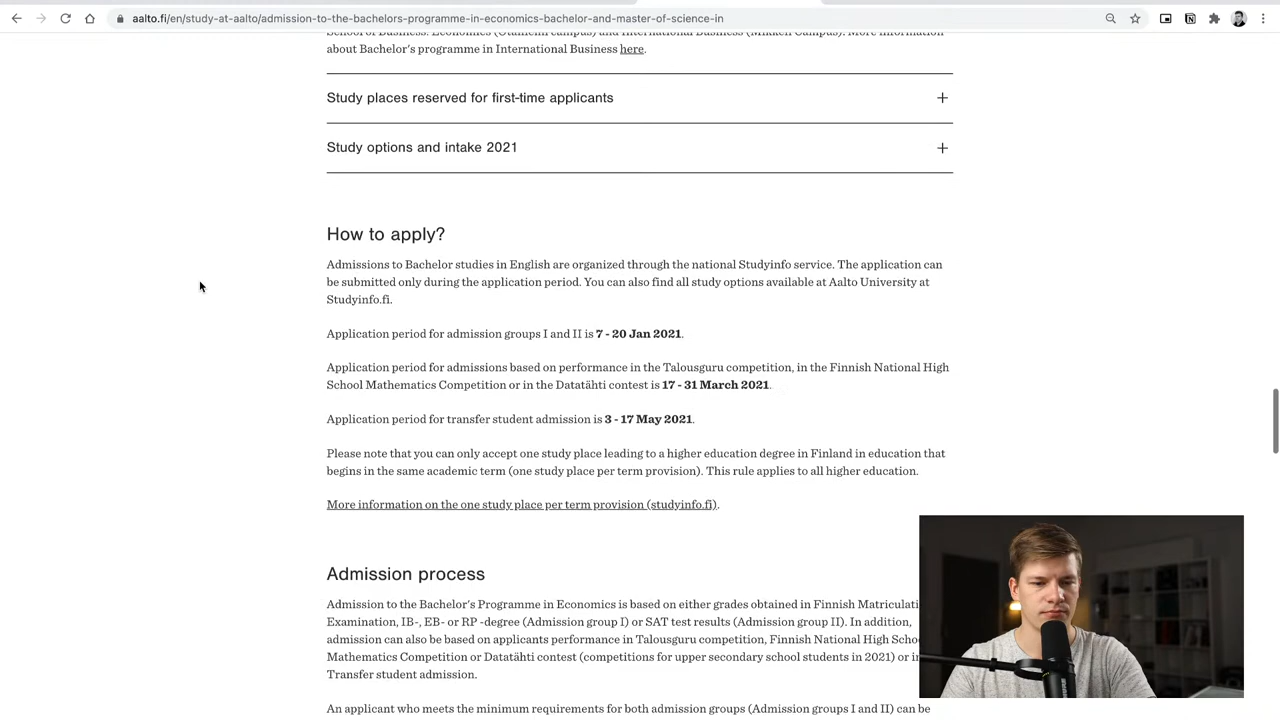 aalto.fi/en/study-at-aalto/admission-to-the-bachelors-programme-in-economics-bachelor-and-master-of-science-in
School of Business: Economics (Otaniemi campus) and International Business (Mikkeli Campus). More information
about Bachelor's programme in International Business here.
Study places reserved for first-time applicants
Study options and intake 2021
How to apply?
Admissions to Bachelor studies in English are organized through the national Studyinfo service. The application can
be submitted only during the application period. You can also find all study options available at Aalto University at
Studyinfo.fi.
Application period for admission groups I and II is 7 - 20 Jan 2021.
Application period for admissions based on performance in the Talousguru competition, in the Finnish National High
School Mathematics Competition or in the Datatähti contest is 17 - 31 March 2021.
Application period for transfer student admission is 3 - 17 May 2021.
Please note that you can only accept one study place leading to a higher education degree in Finland in education that
begins in the same academic term (one study place per term provision). This rule applies to all higher education.
More information on the one study place per term provision (studyinfo.fi).
Admission process
Admission to the Bachelor's Programme in Economics is based on either grades obtained in Finnish
Examination, IB-, EB- or RP -degree (Admission group I) or SAT test results (Admission group II). In addition,
admission can also be based on applicants performance in Talousguru competition, Finnish National High
Mathematics Competition or Datatähti contest (competitions for upper secondary school students in 2021) or
Transfer student admission.
An applicant who meets the minimum requirements for both admission groups (Admission groups I and II) can be